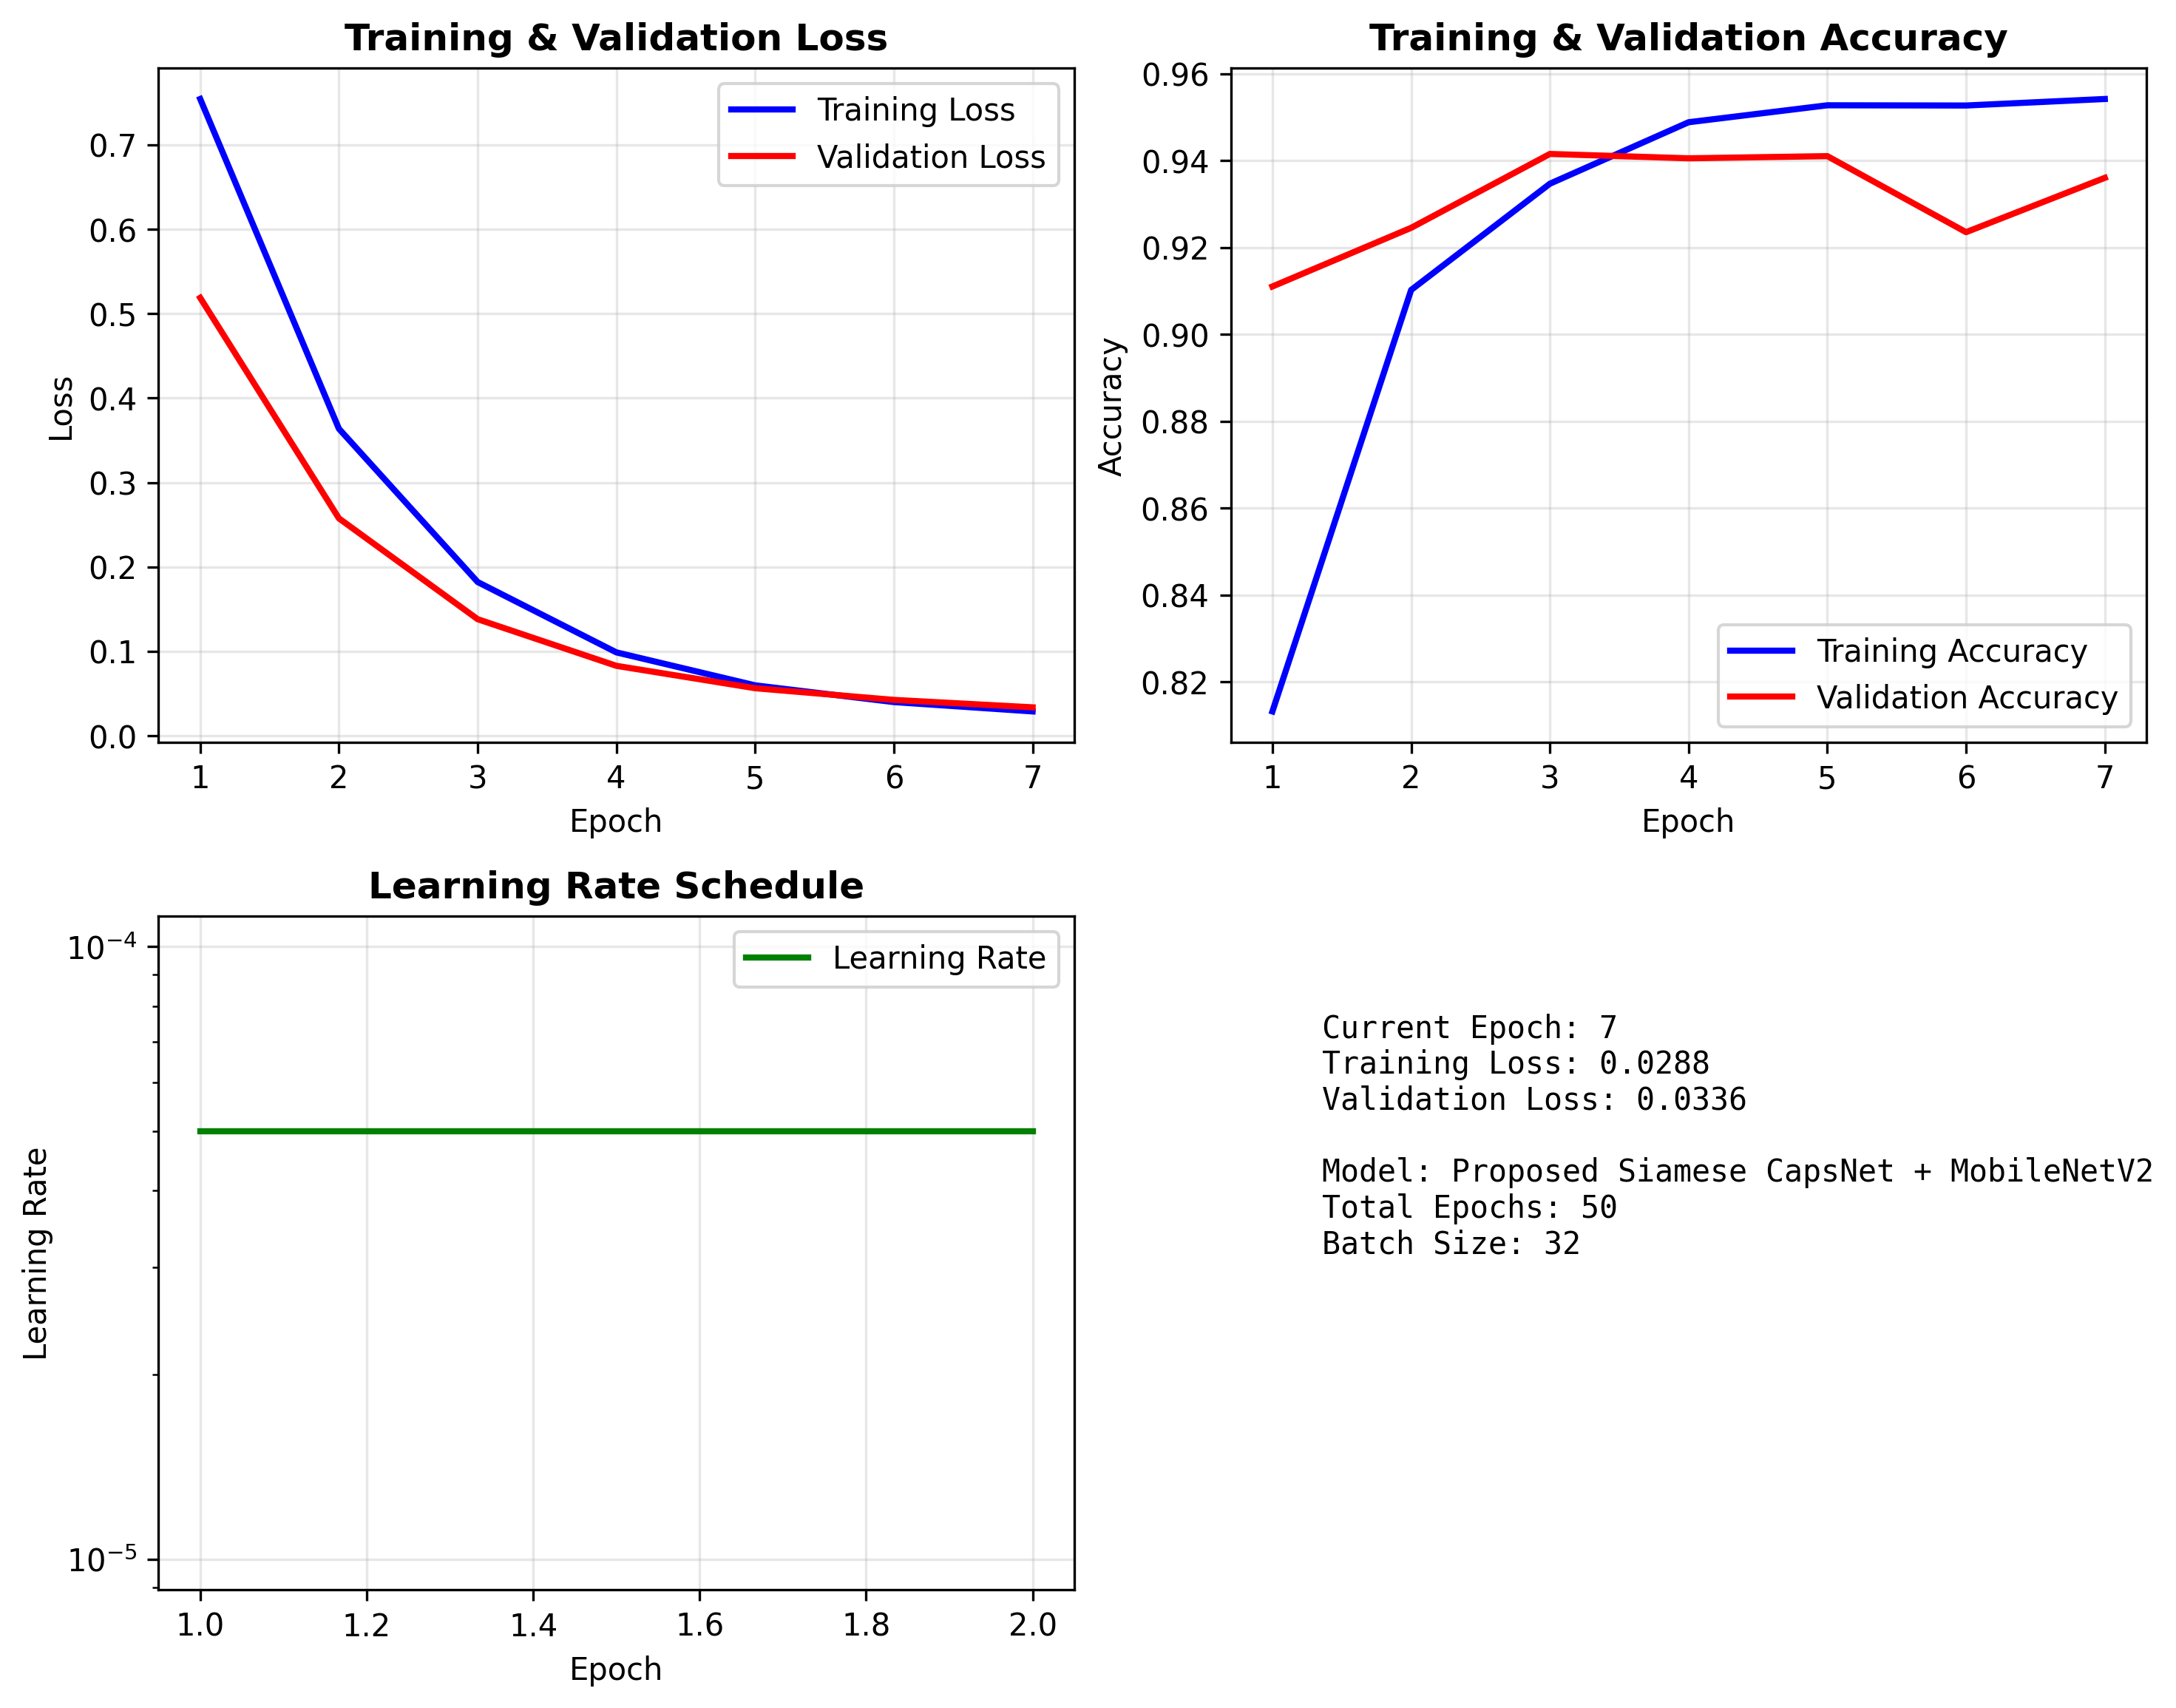 Training & Validation Loss
Training Loss
Validation Loss
0.7
0.6
0.5
0.4
0.3
0.2
0.1
0.0
Loss
1 2 3 4 5 6 7
Epoch
Training & Validation Accuracy
0.96
0.94
0.92
0.90
0.88
0.86
0.84
0.82
Accuracy
Training Accuracy
Validation Accuracy
1 2 3 4 5 6 7
Epoch
Learning Rate Schedule
Learning Rate
10⁻⁴
10⁻⁵
Learning Rate
1.0 1.2 1.4 1.6 1.8 2.0
Epoch
Current Epoch: 7
Training Loss: 0.0288
Validation Loss: 0.0336
Model: Proposed Siamese CapsNet + MobileNetV2
Total Epochs: 50
Batch Size: 32